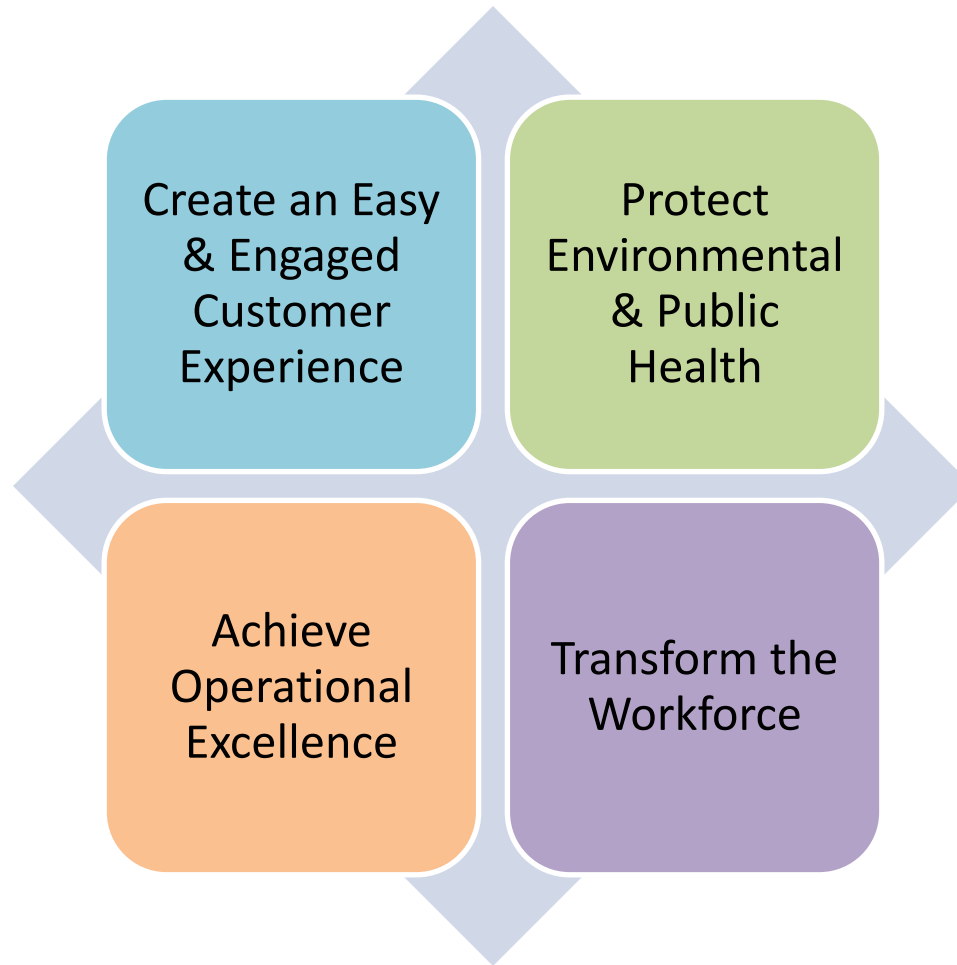 Create an Easy
& Engaged
Customer
Experience
Protect
Environmental
& Public
Health
Achieve
Operational
Excellence
Transform the
Workforce